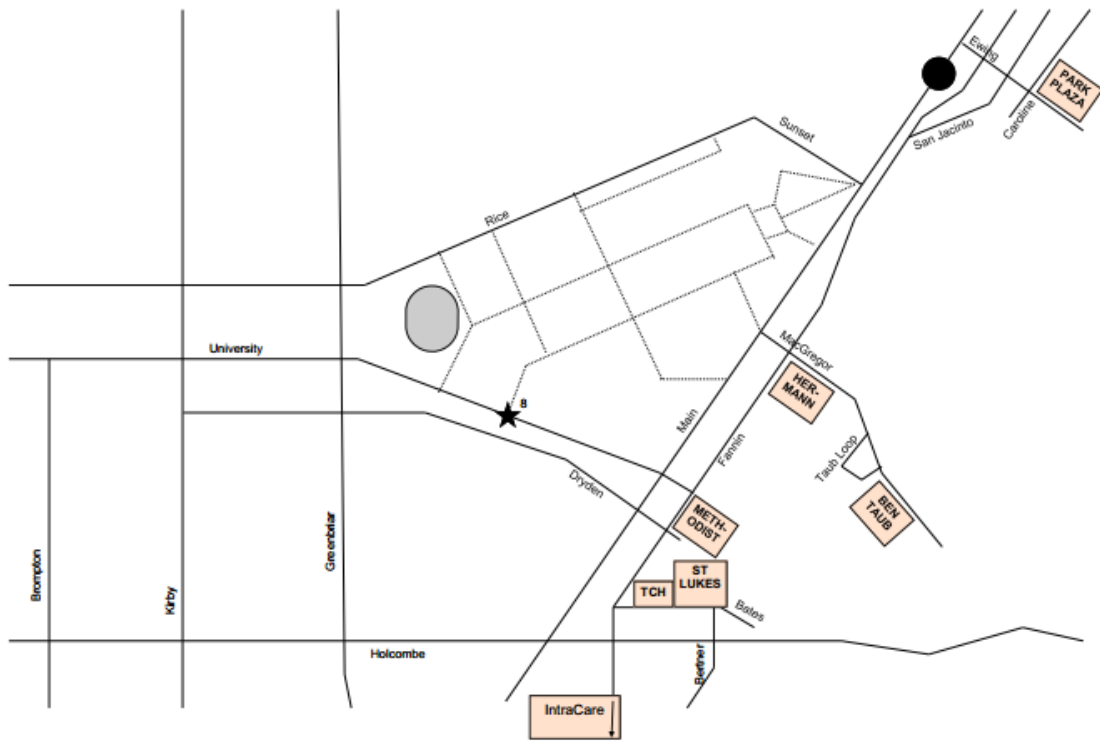 Ewing
PARK
PLAZA
Caroline
San Jacinto
Sunset
Rice
University
MacGregor
HER-
MANN
8
Main
Fannin
Taub Loop
BEN
TAUB
Dryden
METH-
ODIST
Greenbriar
Brompton
Kirby
ST
LUKES
TCH
Bates
Holcombe
Bertner
IntraCare